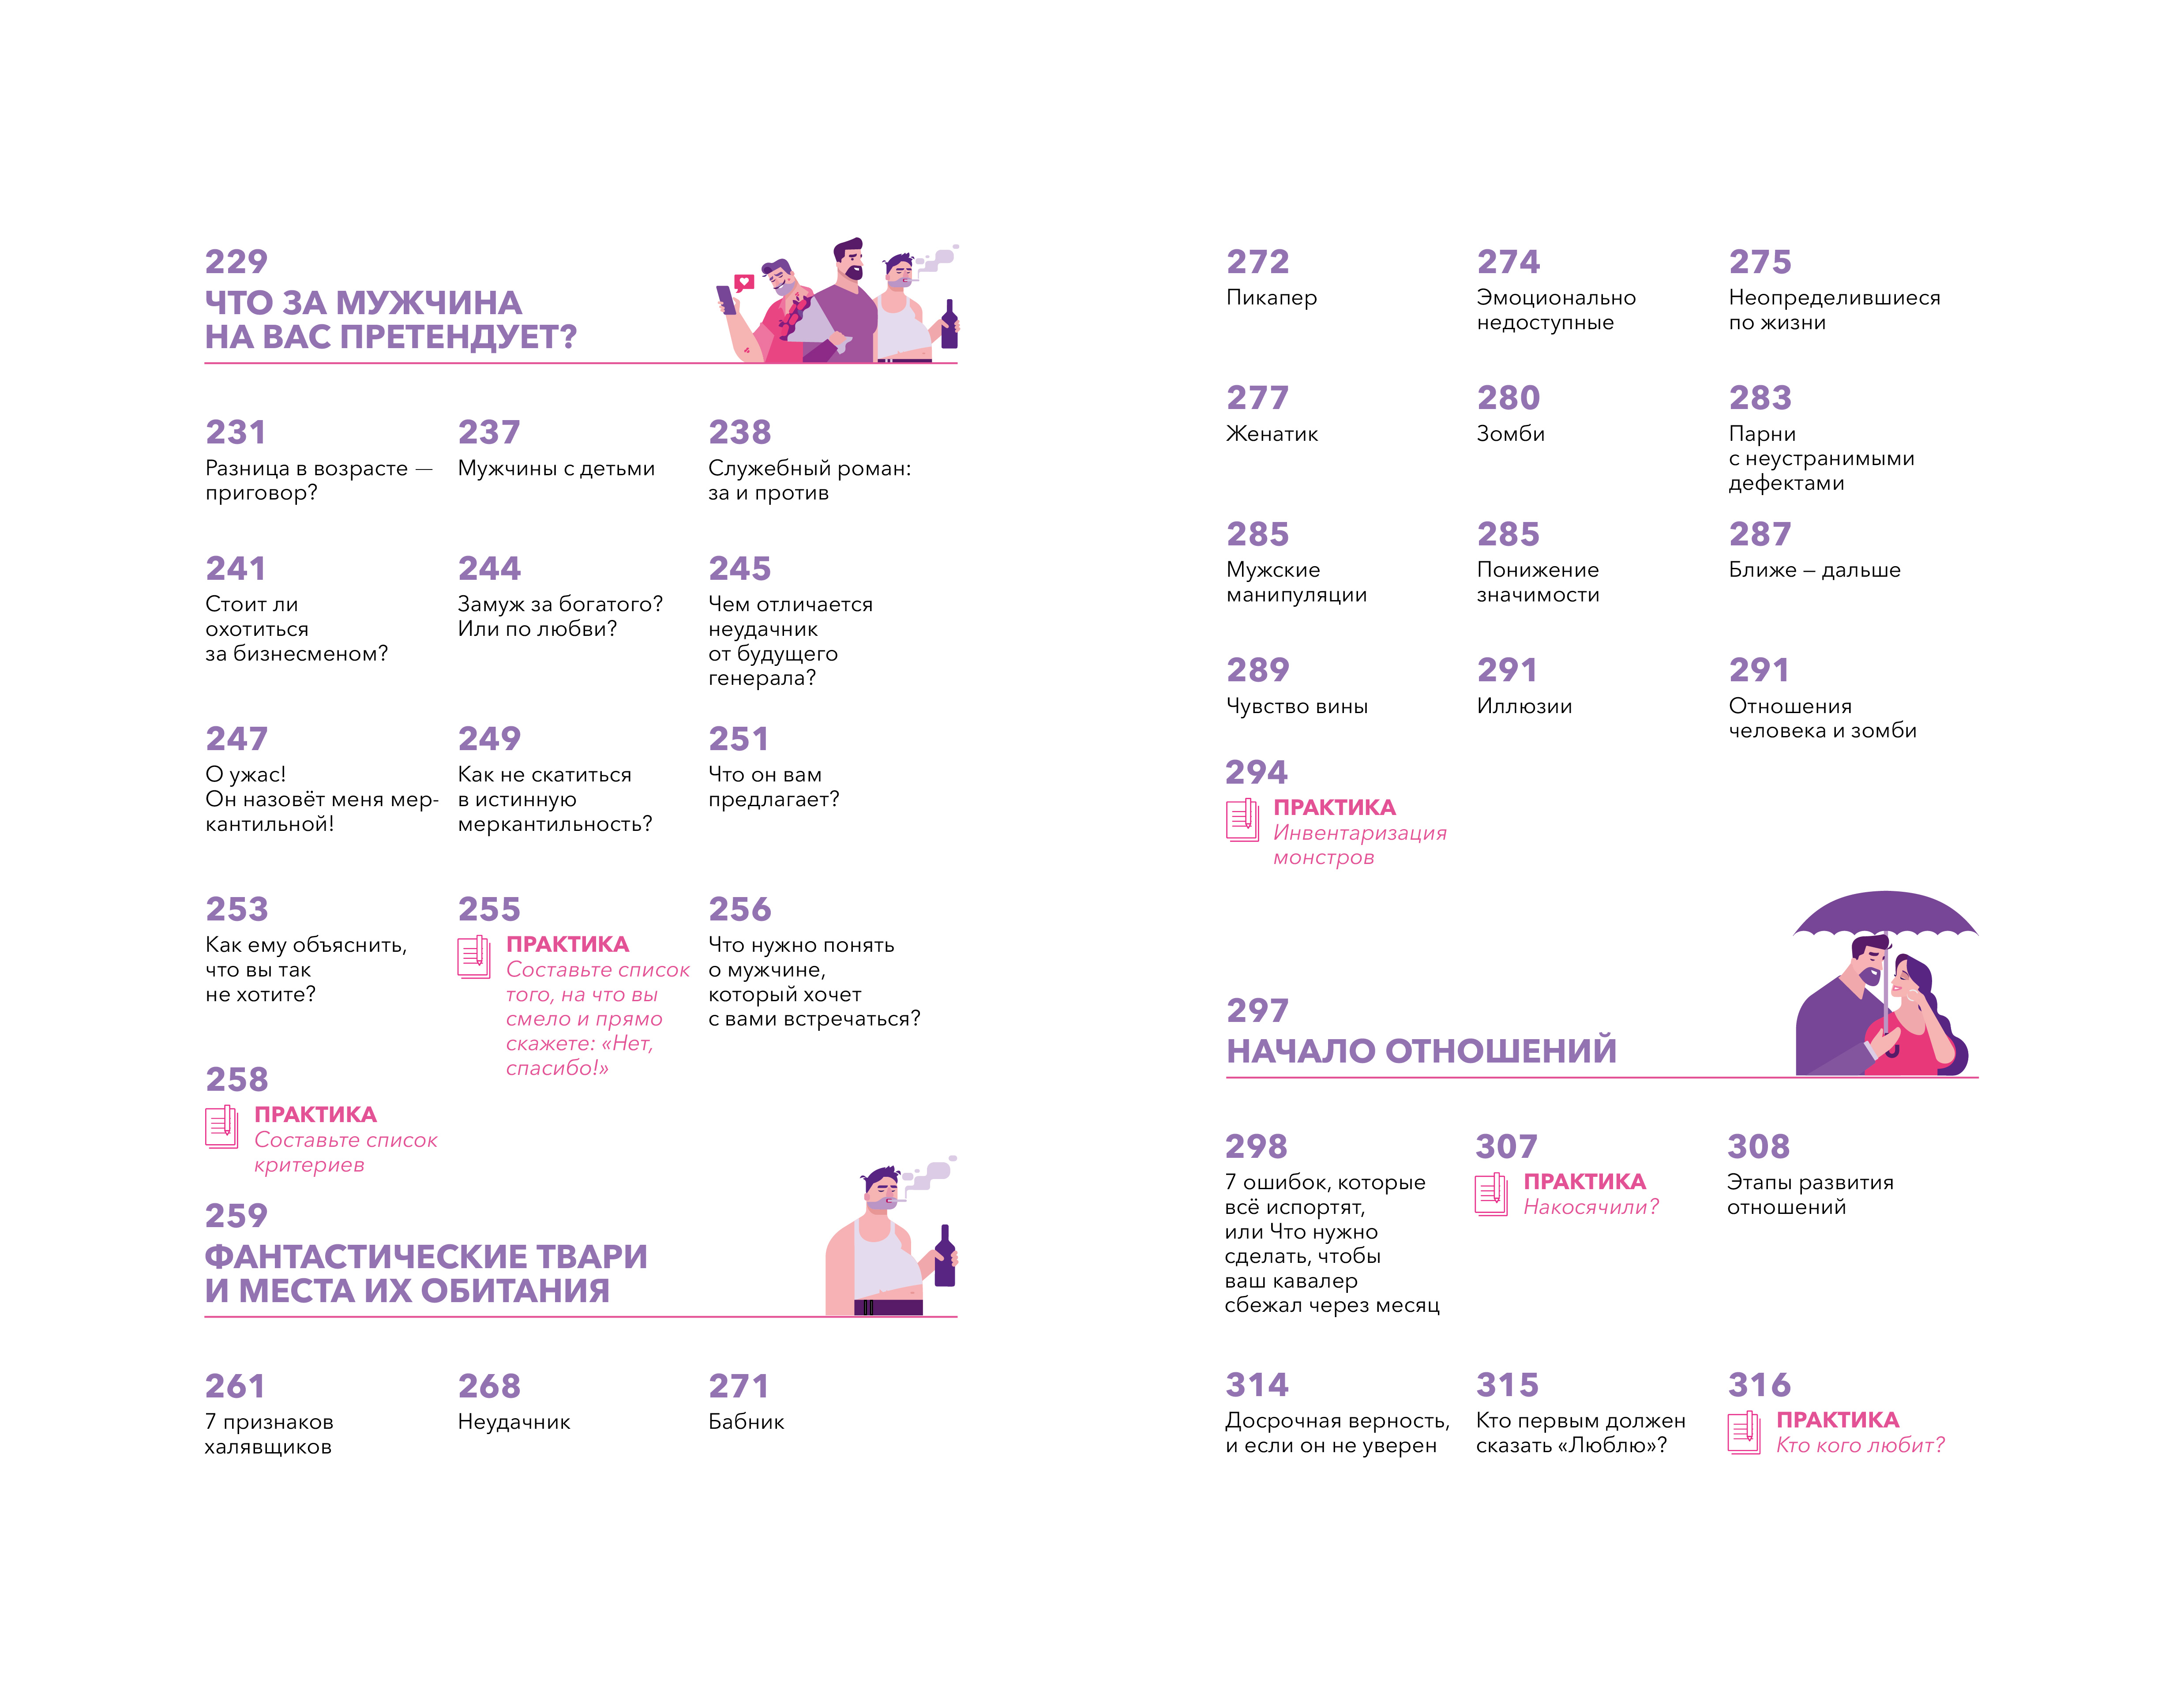 229
ЧТО ЗА МУЖЧИНА
НА ВАС ПРЕТЕНДУЕТ?
231
Разница в возрасте —
приговор?
237
Мужчины с детьми
238
Служебный роман:
за и против
241
Стоит ли
охотиться
за бизнесменом?
244
Замуж за богатого?
Или по любви?
245
Чем отличается
неудачник
от будущего
генерала?
247
О ужас!
Он назовёт меня мер-
кантильной!
249
Как не скатиться
в истинную
меркантильность?
251
Что он вам
предлагает?
253
Как ему объяснить,
что вы так
не хотите?
255
ПРАКТИКА
Составьте список
того, на что вы
смело и прямо
скажете: «Нет,
спасибо!»
256
Что нужно понять
о мужчине,
который хочет
с вами встречаться?
258
ПРАКТИКА
Составьте список
критериев
259
ФАНТАСТИЧЕСКИЕ ТВАРИ
И МЕСТА ИХ ОБИТАНИЯ
261
7 признаков
халявщиков
268
Неудачник
271
Бабник
272
Пикапер
274
Эмоционально
недоступные
275
Неопределившиеся
по жизни
277
Женатик
280
Зомби
283
Парни
с неустранимыми
дефектами
285
Мужские
манипуляции
285
Понижение
значимости
287
Ближе — дальше
289
Чувство вины
291
Иллюзии
291
Отношения
человека и зомби
294
ПРАКТИКА
Инвентаризация
монстров
297
НАЧАЛО ОТНОШЕНИЙ
298
7 ошибок, которые
всё испортят,
или Что нужно
сделать, чтобы
ваш кавалер
сбежал через месяц
307
ПРАКТИКА
Накосячили?
308
Этапы развития
отношений
314
Досрочная верность,
и если он не уверен
315
Кто первым должен
сказать «Люблю»?
316
ПРАКТИКА
Кто кого любит?